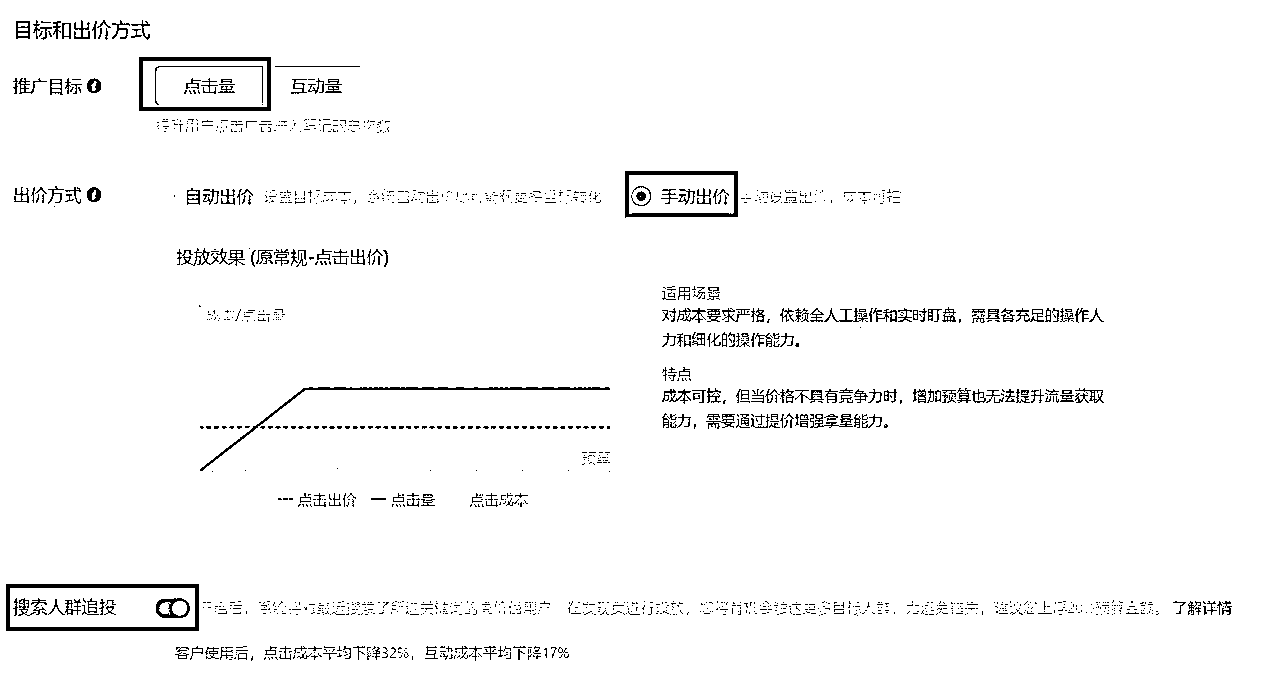 目标和出价方式
推广目标 点击量 互动量
出价方式 自动出价 手动出价
投放效果 (原常规-点击出价)
适用场景
成本/点击量
对成本要求严格，依赖全人工操作和实时盯盘，需具备充足的操作人
力和细化的操作能力。
特点
成本可控，但当价格不具有竞争力时，增加预算也无法提升流量获取
能力，需要通过提价增强拿量能力。
预算
点击出价 点击量 点击成本
搜索人群追投 了解详情
客户使用后，点击成本平均下降32%，互动成本平均下降17%